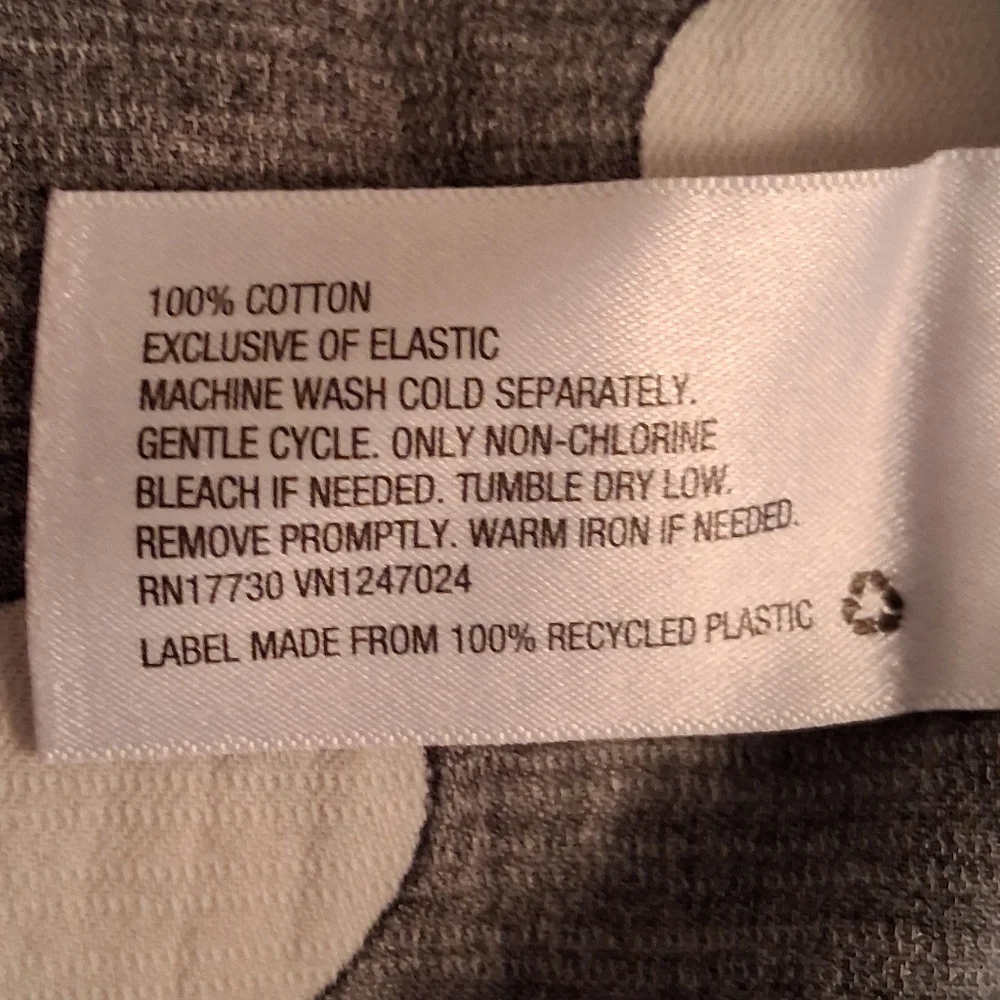 100% COTTON
EXCLUSIVE OF ELASTIC
MACHINE WASH COLD SEPARATELY.
GENTLE CYCLE. ONLY NON-CHLORINE
BLEACH IF NEEDED. TUMBLE DRY LOW.
REMOVE PROMPTLY. WARM IRON IF NEEDED.
RN17730 VN1247024
LABEL MADE FROM 100% RECYCLED PLASTIC